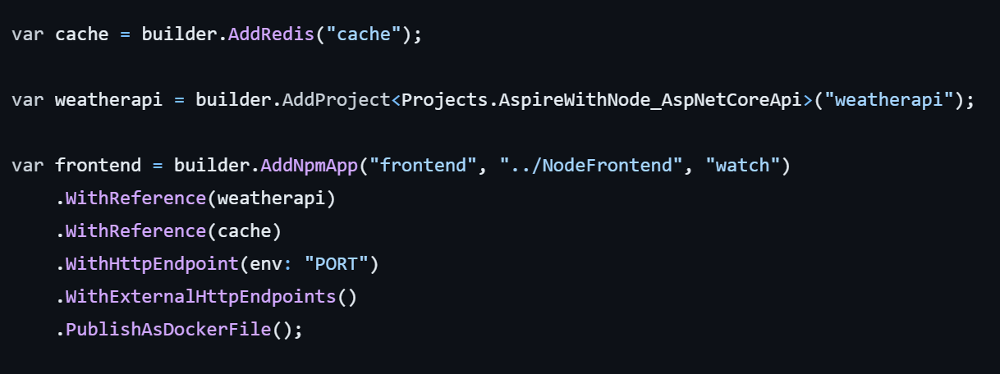 var cache = builder.AddRedis("cache");
var weatherapi = builder.AddProject<Projects.AspireWithNode_AspNetCoreApi>("weatherapi");
var frontend = builder.AddNpmApp("frontend", "../NodeFrontend", "watch")
    .WithReference(weatherapi)
    .WithReference(cache)
    .WithHttpEndpoint(env: "PORT")
    .WithExternalHttpEndpoints()
    .PublishAsDockerFile();